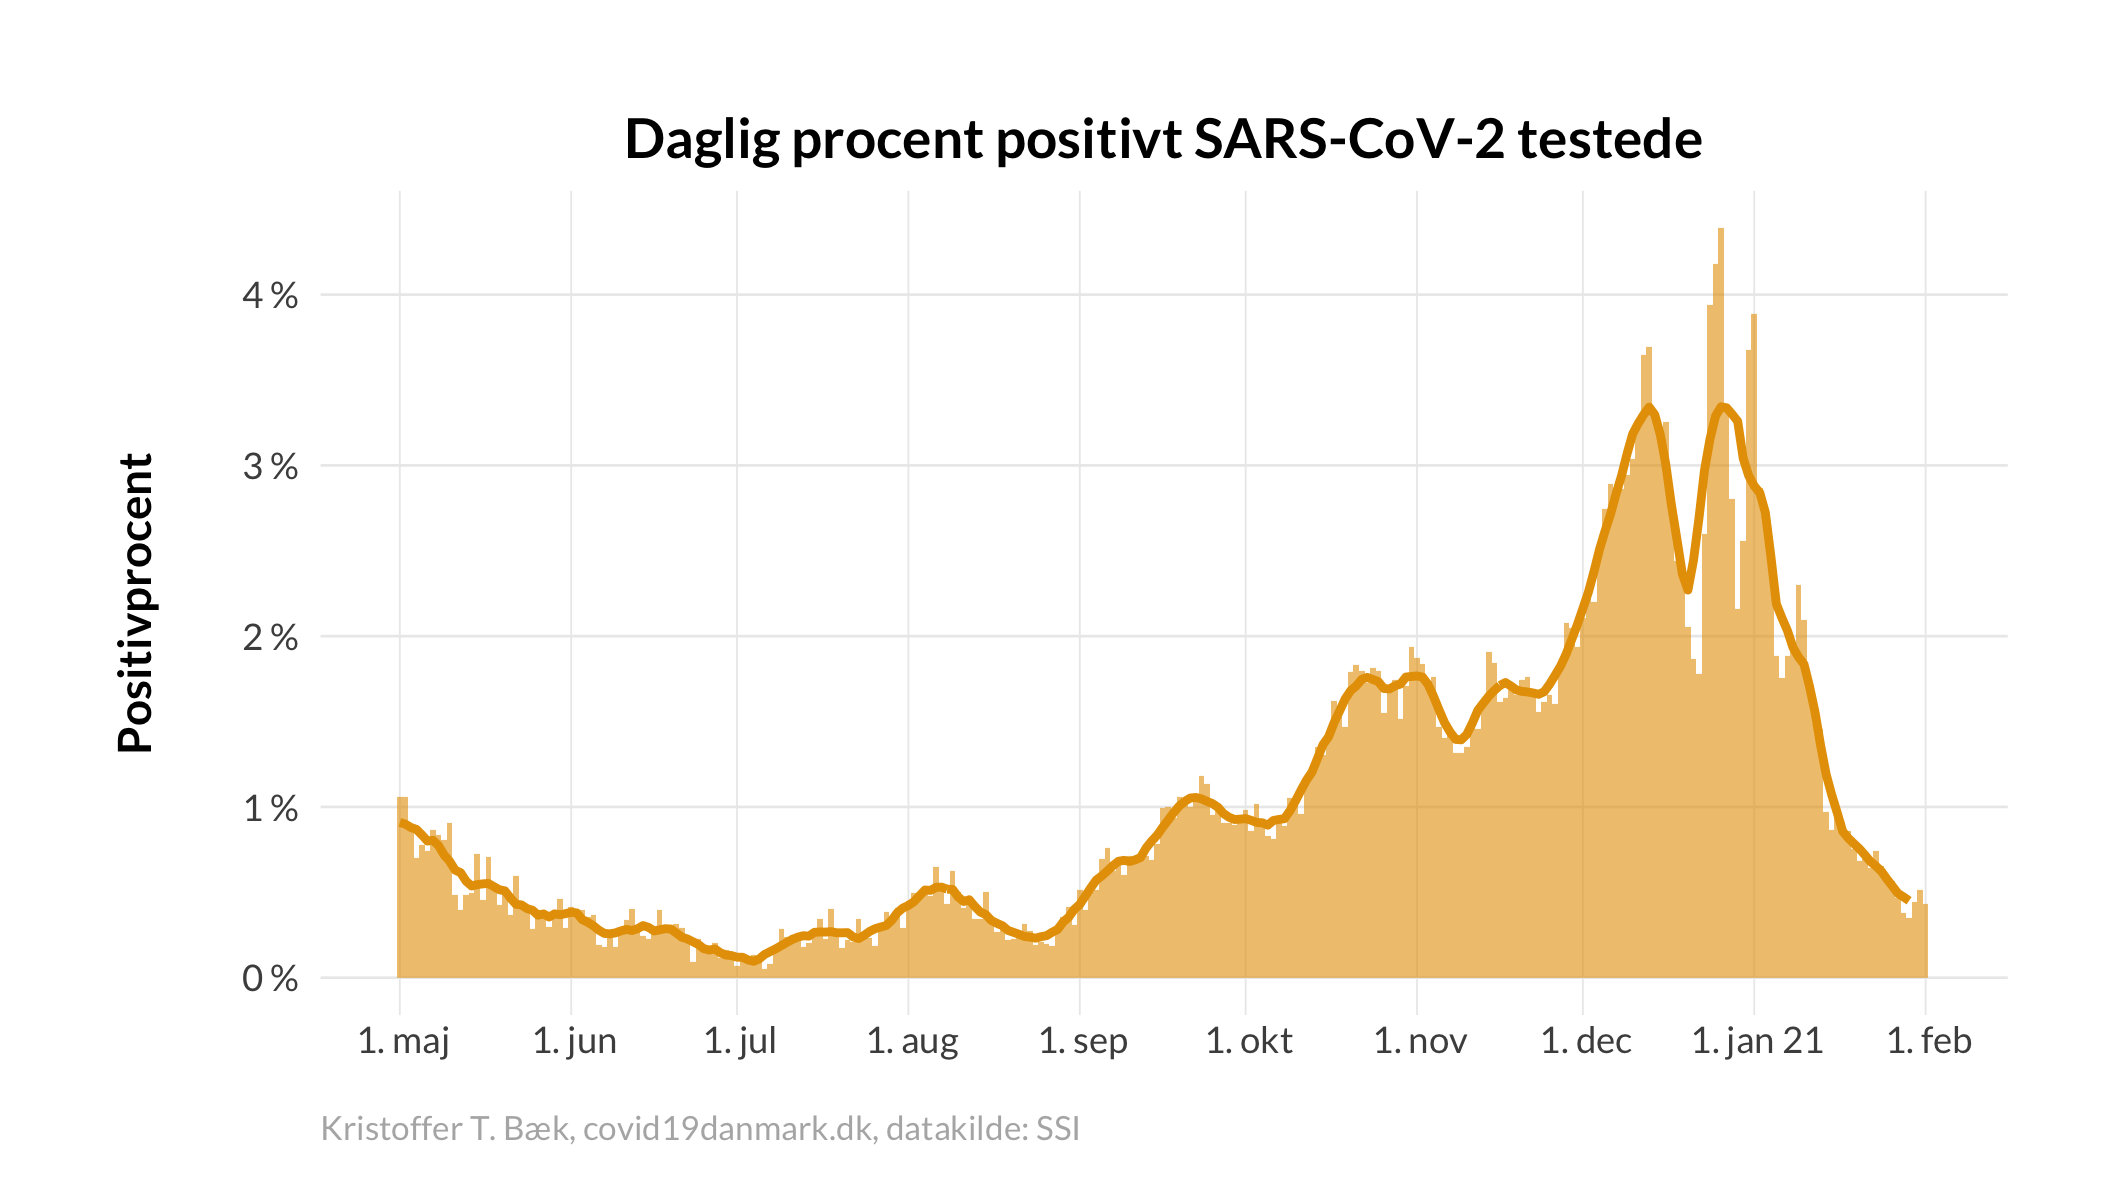 Daglig procent positivt SARS-CoV-2 testede
Positivprocent
4 %
3 %
2 %
1 %
0 %
1. maj 1. jun 1. jul 1. aug 1. sep 1. okt 1. nov 1. dec 1. jan 21 1. feb
Kristoffer T. Bæk, covid19danmark.dk, datakilde: SSI